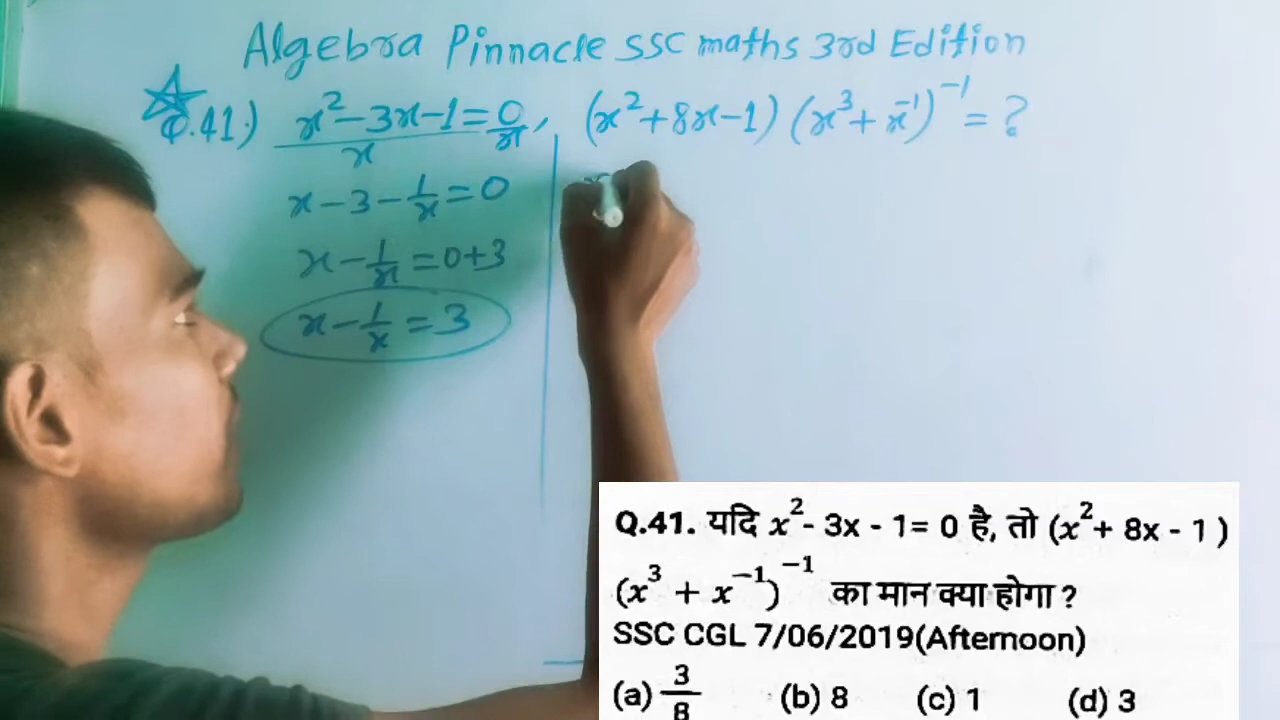 Algebra Pinnacle SSC maths 3rd Edition
Q.41.) x²-3x-1/x = 0/x, (x²+8x-1) (x³+x⁻¹)⁻¹ = ?
x-3-1/x=0
x-1/x=0+3
x-1/x=3
Q.41. यदि x²- 3x - 1= 0 है, तो (x²+ 8x - 1 )
(x³ + x⁻¹)⁻¹ का मान क्या होगा ?
SSC CGL 7/06/2019(Afternoon)
(a) 3/8 (b) 8 (c) 1 (d) 3